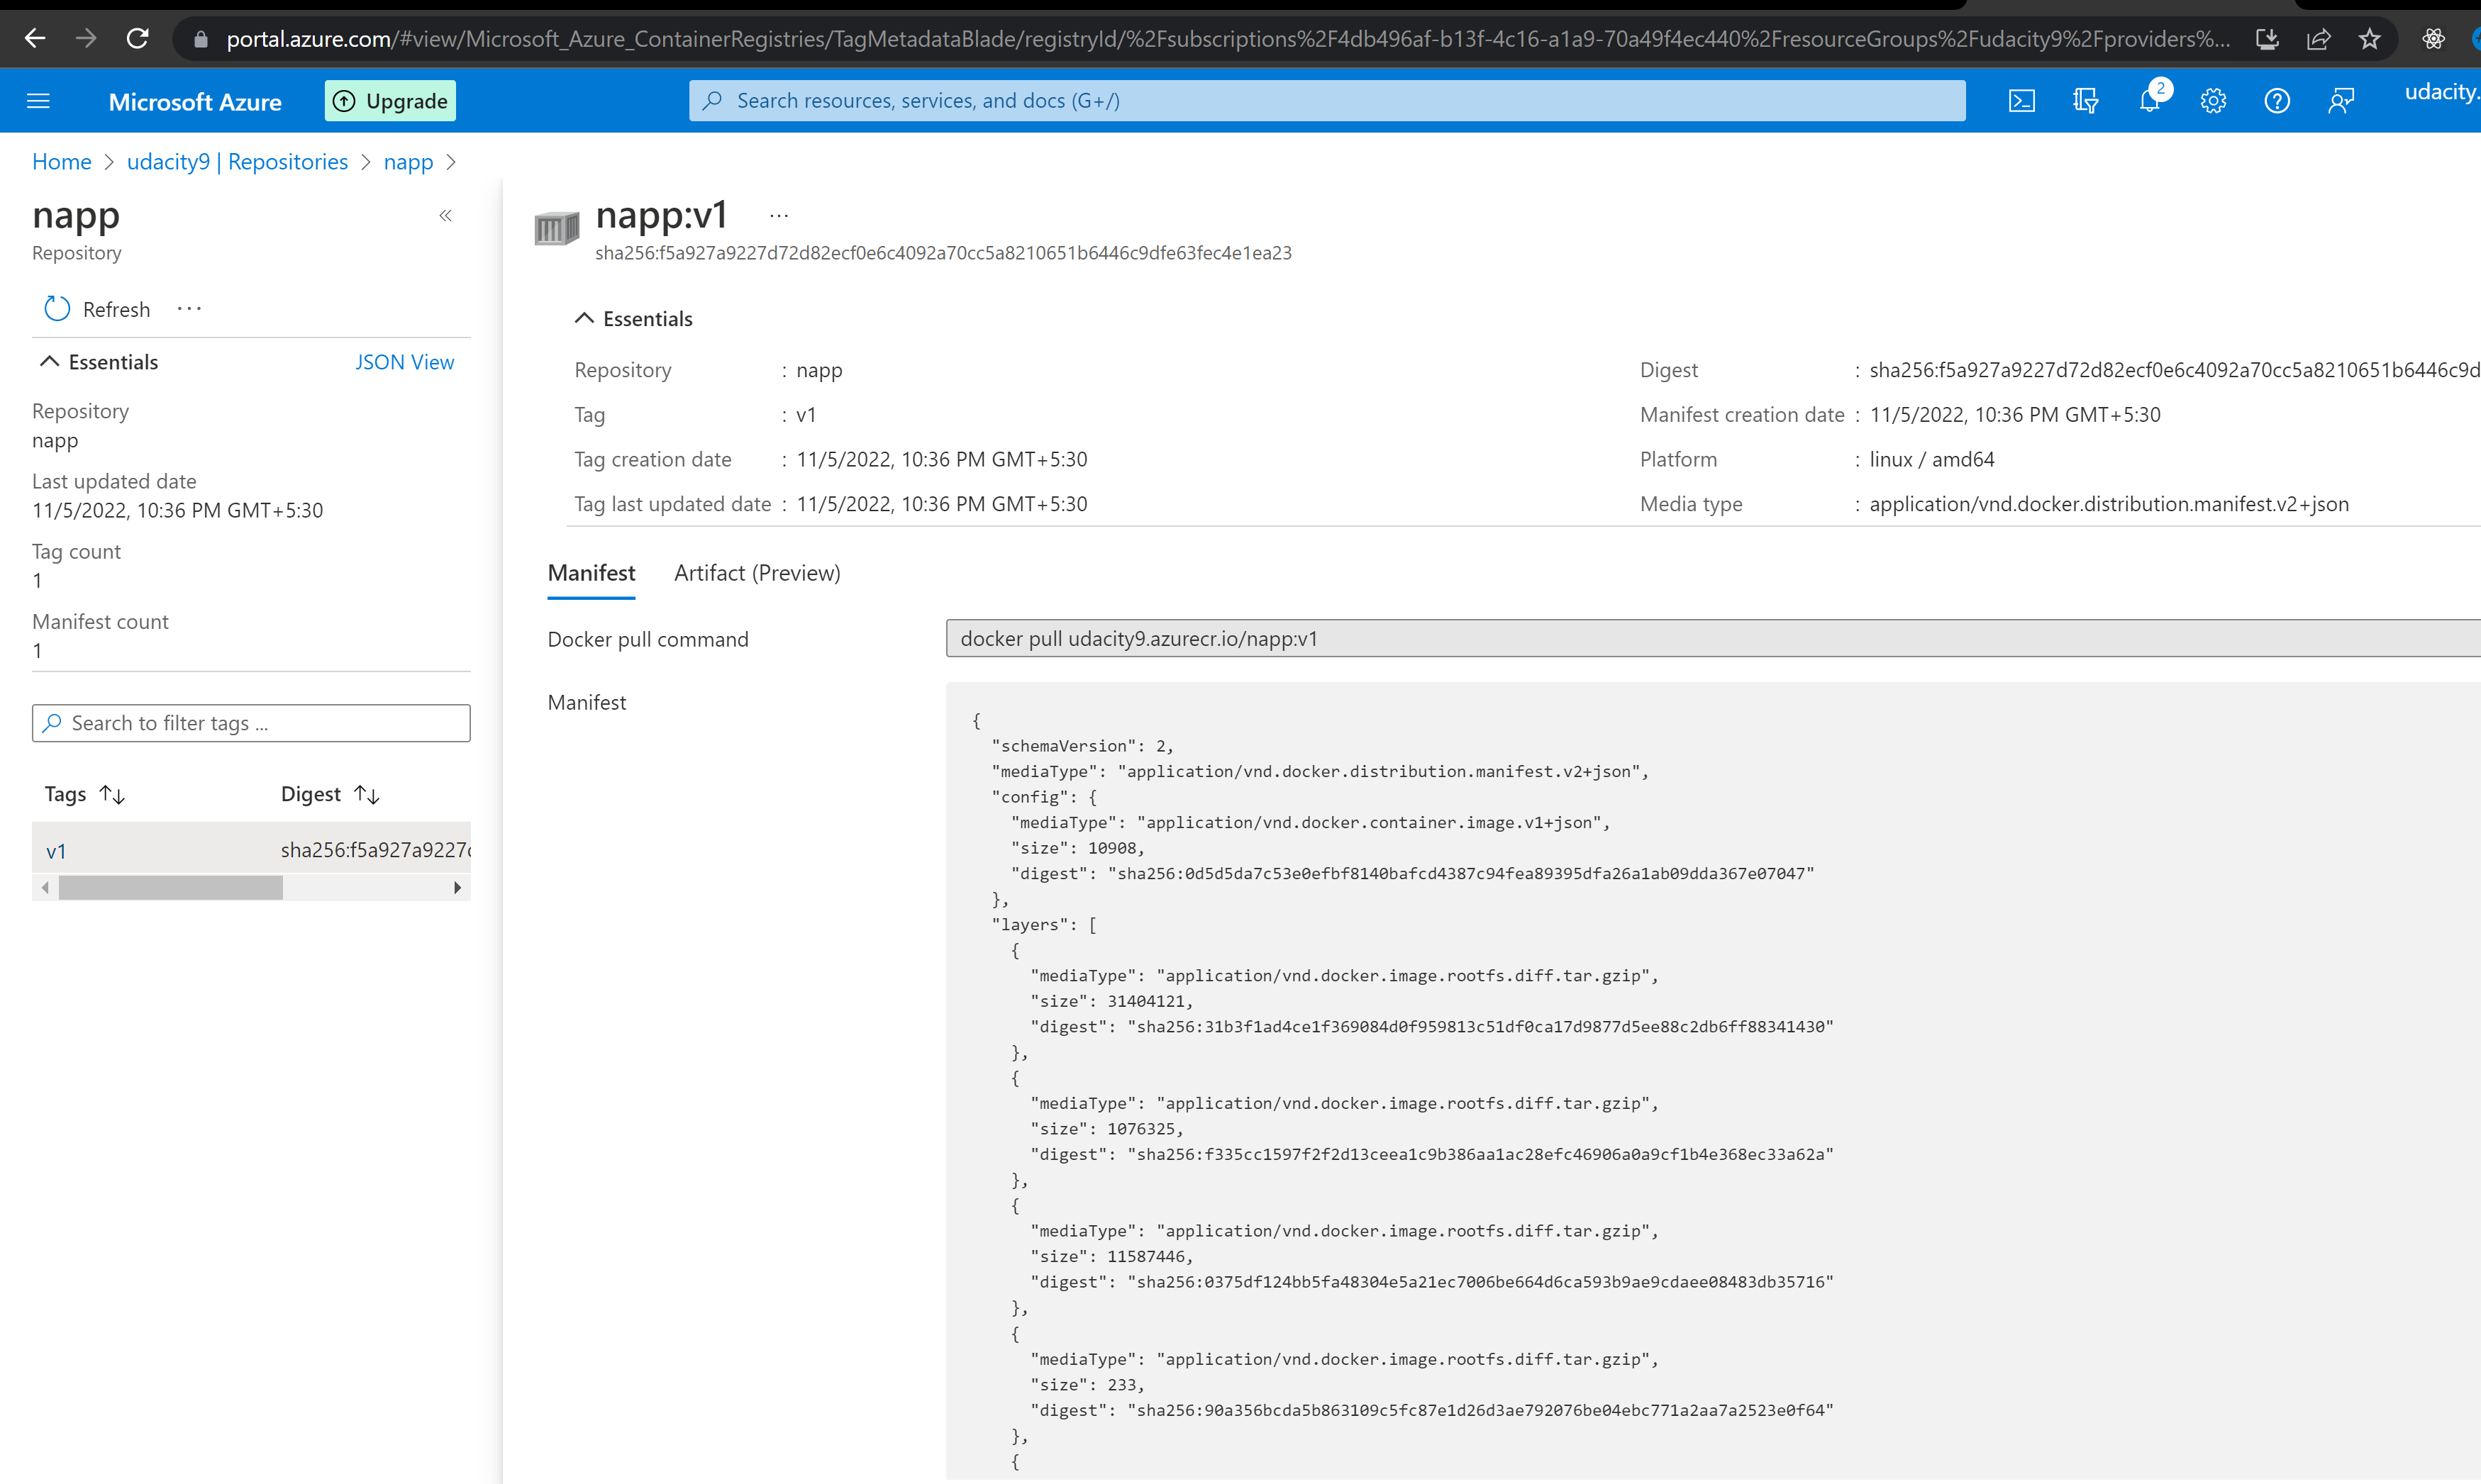 portal.azure.com/#view/Microsoft_Azure_ContainerRegistries/TagMetadataBlade/registryId/%2Fsubscriptions%2F4db496af-b13f-4c16-a1a9-70a49f4ec440%2FresourceGroups%2Fudacity9%2Fproviders%...
Microsoft Azure
Upgrade
Search resources, services, and docs (G+/)
2
udacity.
Home > udacity9 | Repositories > napp >
napp
Repository
Refresh ...
Essentials
JSON View
Repository
napp
Last updated date
11/5/2022, 10:36 PM GMT+5:30
Tag count
1
Manifest count
1
Search to filter tags ...
Tags
Digest
v1
sha256:f5a927a9227
napp:v1 ...
sha256:f5a927a9227d72d82ecf0e6c4092a70cc5a8210651b6446c9dfe63fec4e1ea23
Essentials
Repository : napp
Tag : v1
Tag creation date : 11/5/2022, 10:36 PM GMT+5:30
Tag last updated date : 11/5/2022, 10:36 PM GMT+5:30
Digest : sha256:f5a927a9227d72d82ecf0e6c4092a70cc5a8210651b6446c9d
Manifest creation date : 11/5/2022, 10:36 PM GMT+5:30
Platform : linux / amd64
Media type : application/vnd.docker.distribution.manifest.v2+json
Manifest
Artifact (Preview)
Docker pull command
docker pull udacity9.azurecr.io/napp:v1
Manifest
{
"schemaVersion": 2,
"mediaType": "application/vnd.docker.distribution.manifest.v2+json",
"config": {
"mediaType": "application/vnd.docker.container.image.v1+json",
"size": 10908,
"digest": "sha256:0d5d5da7c53e0efbf8140bafcd4387c94fea89395dfa26a1ab09dda367e07047"
},
"layers": [
{
"mediaType": "application/vnd.docker.image.rootfs.diff.tar.gzip",
"size": 31404121,
"digest": "sha256:31b3f1ad4ce1f369084d0f959813c51df0ca17d9877d5ee88c2db6ff88341430"
},
{
"mediaType": "application/vnd.docker.image.rootfs.diff.tar.gzip",
"size": 1076325,
"digest": "sha256:f335cc1597f2f2d13ceea1c9b386aa1ac28efc46906a0a9cf1b4e368ec33a62a"
},
{
"mediaType": "application/vnd.docker.image.rootfs.diff.tar.gzip",
"size": 11587446,
"digest": "sha256:0375df124bb5fa48304e5a21ec7006be664d6ca593b9ae9cdaee08483db35716"
},
{
"mediaType": "application/vnd.docker.image.rootfs.diff.tar.gzip",
"size": 233,
"digest": "sha256:90a356bcda5b863109c5fc87e1d26d3ae792076be04ebc771a2aa7a2523e0f64"
},
{